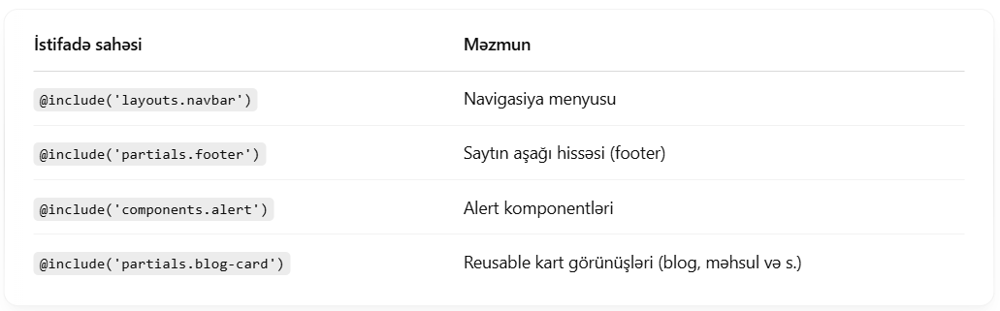 İstifadə sahəsi Məzmun
@include('layouts.navbar') Navigasiya menyusu
@include('partials.footer') Saytın aşağı hissəsi (footer)
@include('components.alert') Alert komponentləri
@include('partials.blog-card') Reusable kart görünüşləri (blog, məhsul və s.)